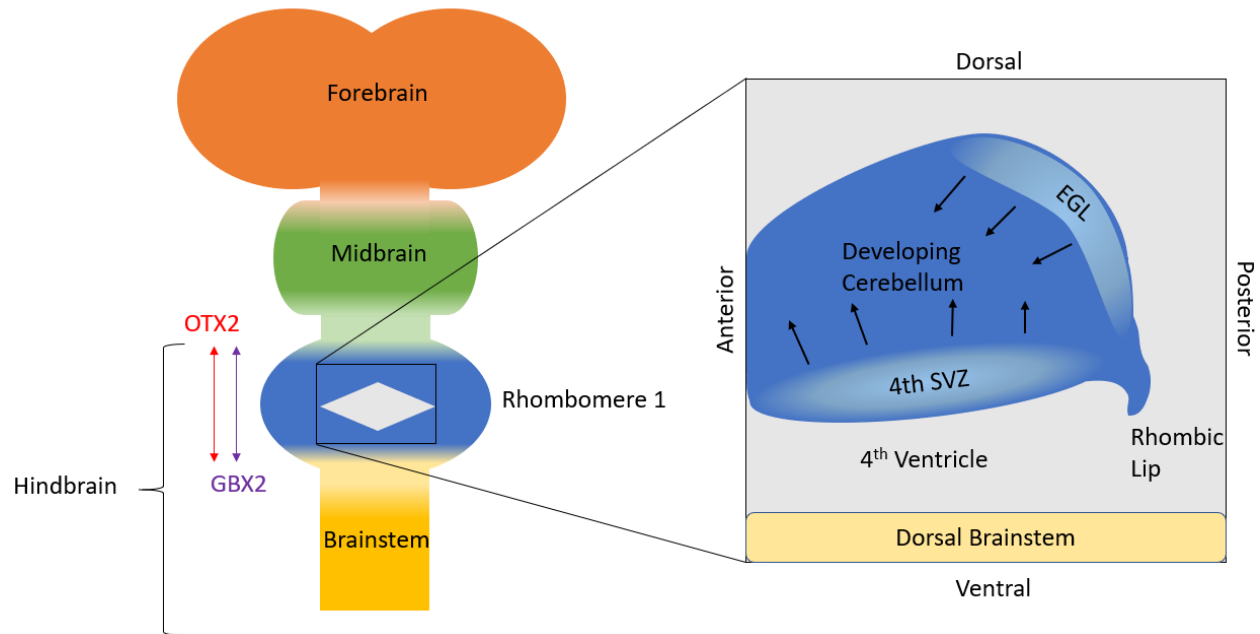 Forebrain
Midbrain
OTX2
GBX2
Hindbrain
Rhombomere 1
Brainstem
Dorsal
Anterior
Posterior
EGL
Developing
Cerebellum
4th SVZ
4th Ventricle
Rhombic
Lip
Dorsal Brainstem
Ventral